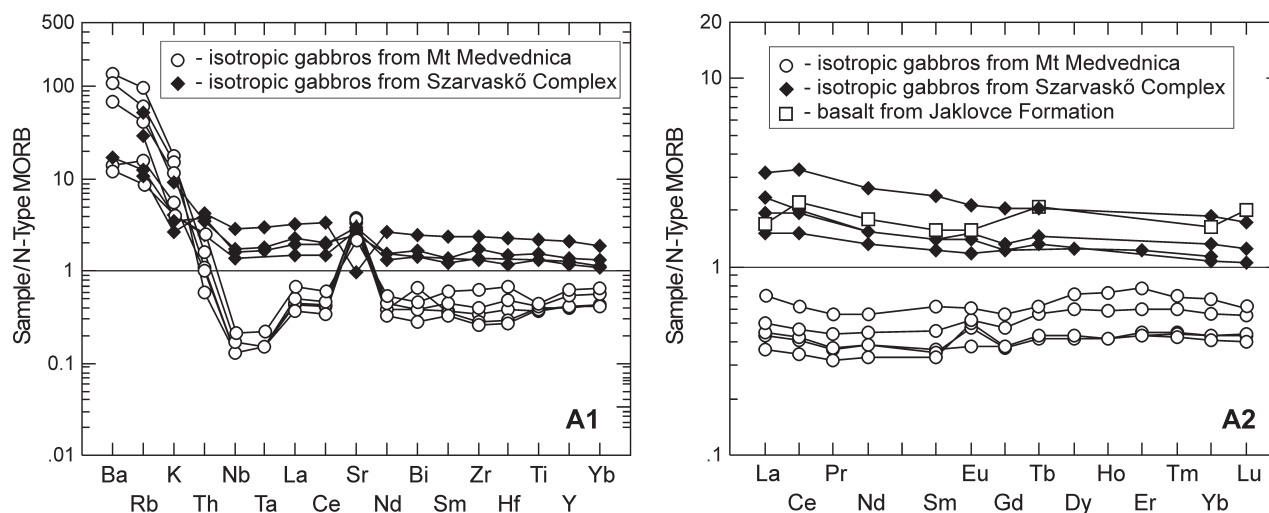 Sample/N-Type MORB
500
100
10
1
0.1
.01
- isotropic gabbros from Mt Medvednica
- isotropic gabbros from Szarvaskő Complex
A1
Ba K Nb La Sr Bi Zr Ti Yb
Rb Th Ta Ce Nd Sm Hf Y
Sample/N-Type MORB
20
10
1
.1
- isotropic gabbros from Mt Medvednica
- isotropic gabbros from Szarvaskő Complex
- basalt from Jaklovce Formation
A2
La Pr Eu Tb Ho Tm Lu
Ce Nd Sm Gd Dy Er Yb